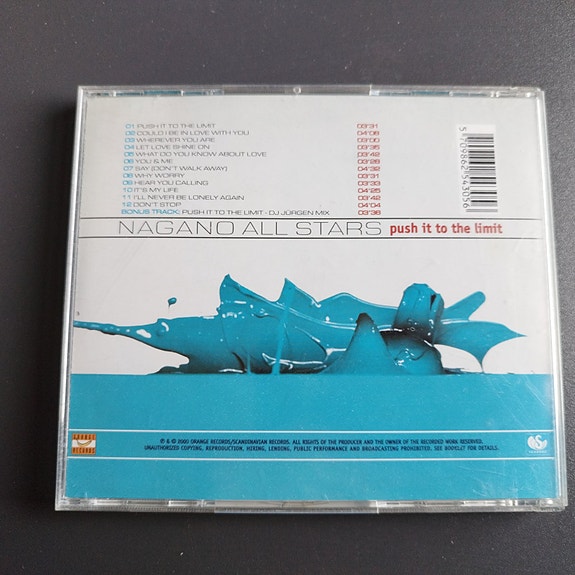 01 PUSH IT TO THE LIMIT 03'31
02 COULD I BE IN LOVE WITH YOU 04'08
03 WHEREVER YOU ARE 03'00
04 LET LOVE SHINE ON 03'35
05 WHAT DO YOU KNOW ABOUT LOVE 03'42
06 YOU & ME 03'28
07 SAY (DON'T WALK AWAY) 04'32
08 WHY WORRY 03'31
09 HEAR YOU CALLING 03'33
10 IT'S MY LIFE 04'25
11 I'LL NEVER BE LONELY AGAIN 03'42
12 DON'T STOP 04'04
BONUS TRACK: PUSH IT TO THE LIMIT - DJ JÜRGEN MIX 03'38
NAGANO ALL STARS push it to the limit
ORANGE
RECORDS
℗ & © 2000 ORANGE RECORDS/SCANDINAVIAN RECORDS. ALL RIGHTS OF THE PRODUCER AND THE OWNER OF THE RECORDED WORK RESERVED.
UNAUTHORIZED COPYING, REPRODUCTION, HIRING, LENDING, PUBLIC PERFORMANCE AND BROADCASTING PROHIBITED. SEE BOOKLET FOR DETAILS.